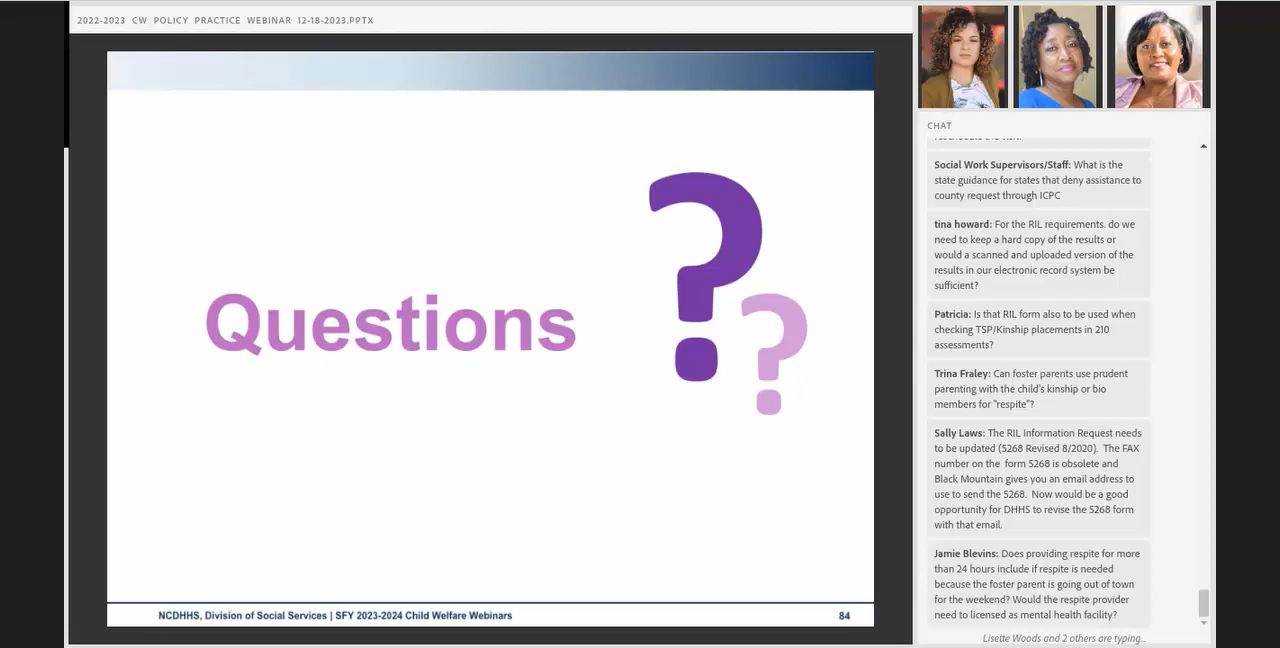 2022-2023 CW POLICY PRACTICE WEBINAR 12-18-2023.PPTX
Questions
? ?
NCDHHS, Division of Social Services | SFY 2023-2024 Child Welfare Webinars
84
CHAT
Social Work Supervisors/Staff: What is the
state guidance for states that deny assistance to
county request through ICPC
tina howard: For the RIL requirements. do we
need to keep a hard copy of the results or
would a scanned and uploaded version of the
results in our electronic record system be
sufficient?
Patricia: Is that RIL form also to be used when
checking TSP/Kinship placements in 210
assessments?
Trina Fraley: Can foster parents use prudent
parenting with the child's kinship or bio
members for "respite"?
Sally Laws: The RIL Information Request needs
to be updated (5268 Revised 8/2020). The FAX
number on the form 5268 is obsolete and
Black Mountain gives you an email address to
use to send the 5268. Now would be a good
opportunity for DHHS to revise the 5268 form
with that email.
Jamie Blevins: Does providing respite for more
than 24 hours include if respite is needed
because the foster parent is going out of town
for the weekend? Would the respite provider
need to licensed as mental health facility?
Lisette Woods and 2 others are typing...